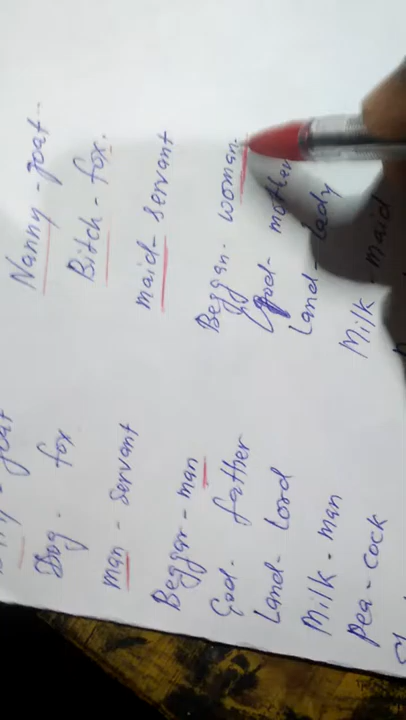 goat Nanny - goat
Dog - fox Bitch - fox.
man - servant maid - servant
Beggar - man Beggar - woman
God - father God - mother
Land - lord Land - lady
Milk - man Milk - maid
Pea - cock